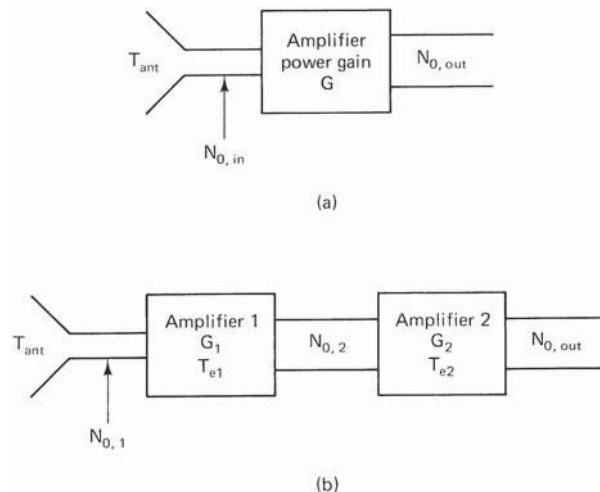 T_ant
Amplifier
power gain
G
N_0, out
N_0, in
(a)
T_ant
Amplifier 1
G_1
T_e1
N_0, 2
Amplifier 2
G_2
T_e2
N_0, out
N_0, 1
(b)